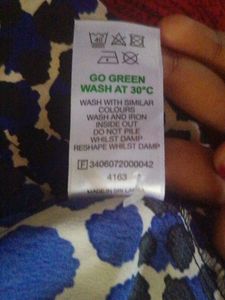 GO GREEN
WASH AT 30°C
WASH WITH SIMILAR
COLOURS
WASH AND IRON
INSIDE OUT
DO NOT PILE
WHILST DAMP
RESHAPE WHILST DAMP
F 3406072000042
4163
MADE IN SRI LANKA